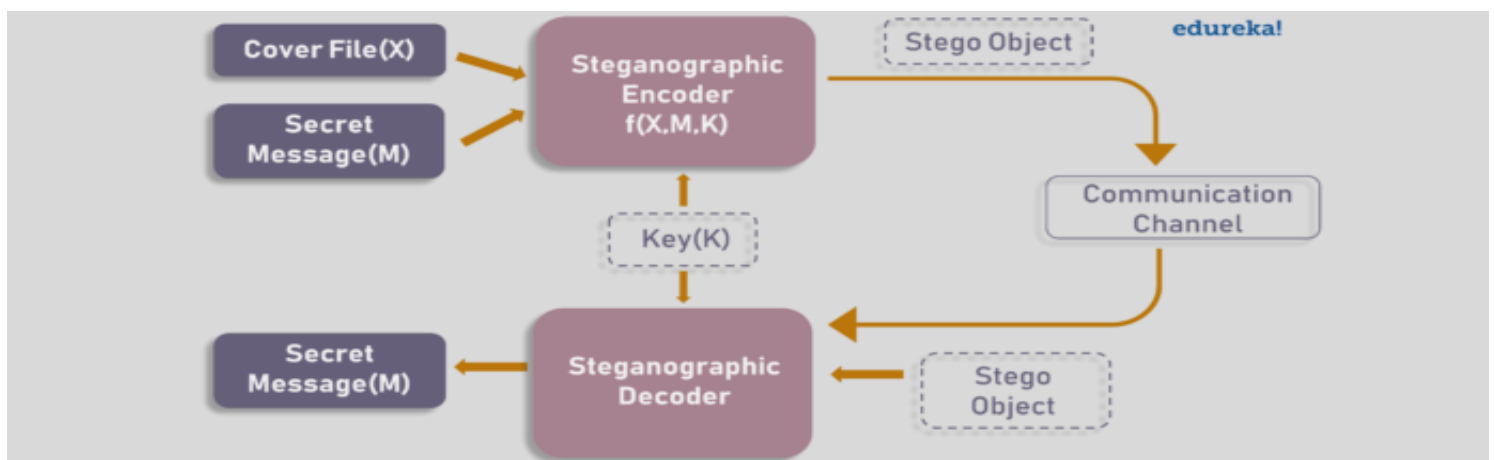 Cover File(X)
Secret
Message(M)
Steganographic
Encoder
f(X,M,K)
Stego Object
edureka!
Communication
Channel
Key(K)
Secret
Message(M)
Steganographic
Decoder
Stego
Object